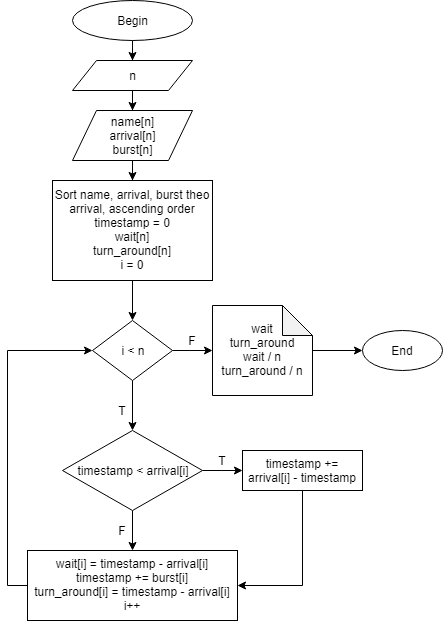 Begin
n
name[n]
arrival[n]
burst[n]
Sort name, arrival, burst theo
arrival, ascending order
timestamp = 0
wait[n]
turn_around[n]
i = 0
i < n
F
wait
turn_around
wait / n
turn_around / n
End
T
timestamp < arrival[i]
T
timestamp +=
arrival[i] - timestamp
F
wait[i] = timestamp - arrival[i]
timestamp += burst[i]
turn_around[i] = timestamp - arrival[i]
i++